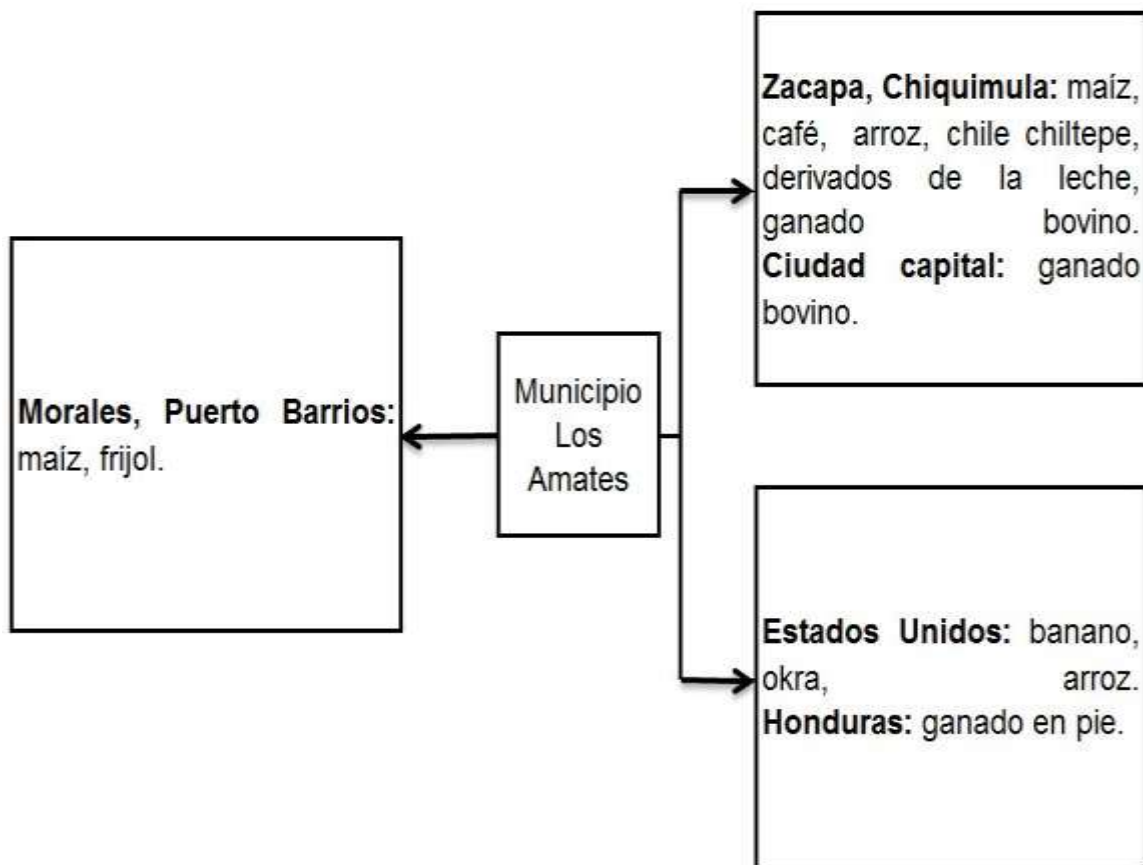 Morales, Puerto Barrios:
maíz, frijol.
Municipio
Los
Amates
Zacapa, Chiquimula: maíz,
café, arroz, chile chiltepe,
derivados de la leche,
ganado bovino.
Ciudad capital: ganado
bovino.
Estados Unidos: banano,
okra, arroz.
Honduras: ganado en pie.